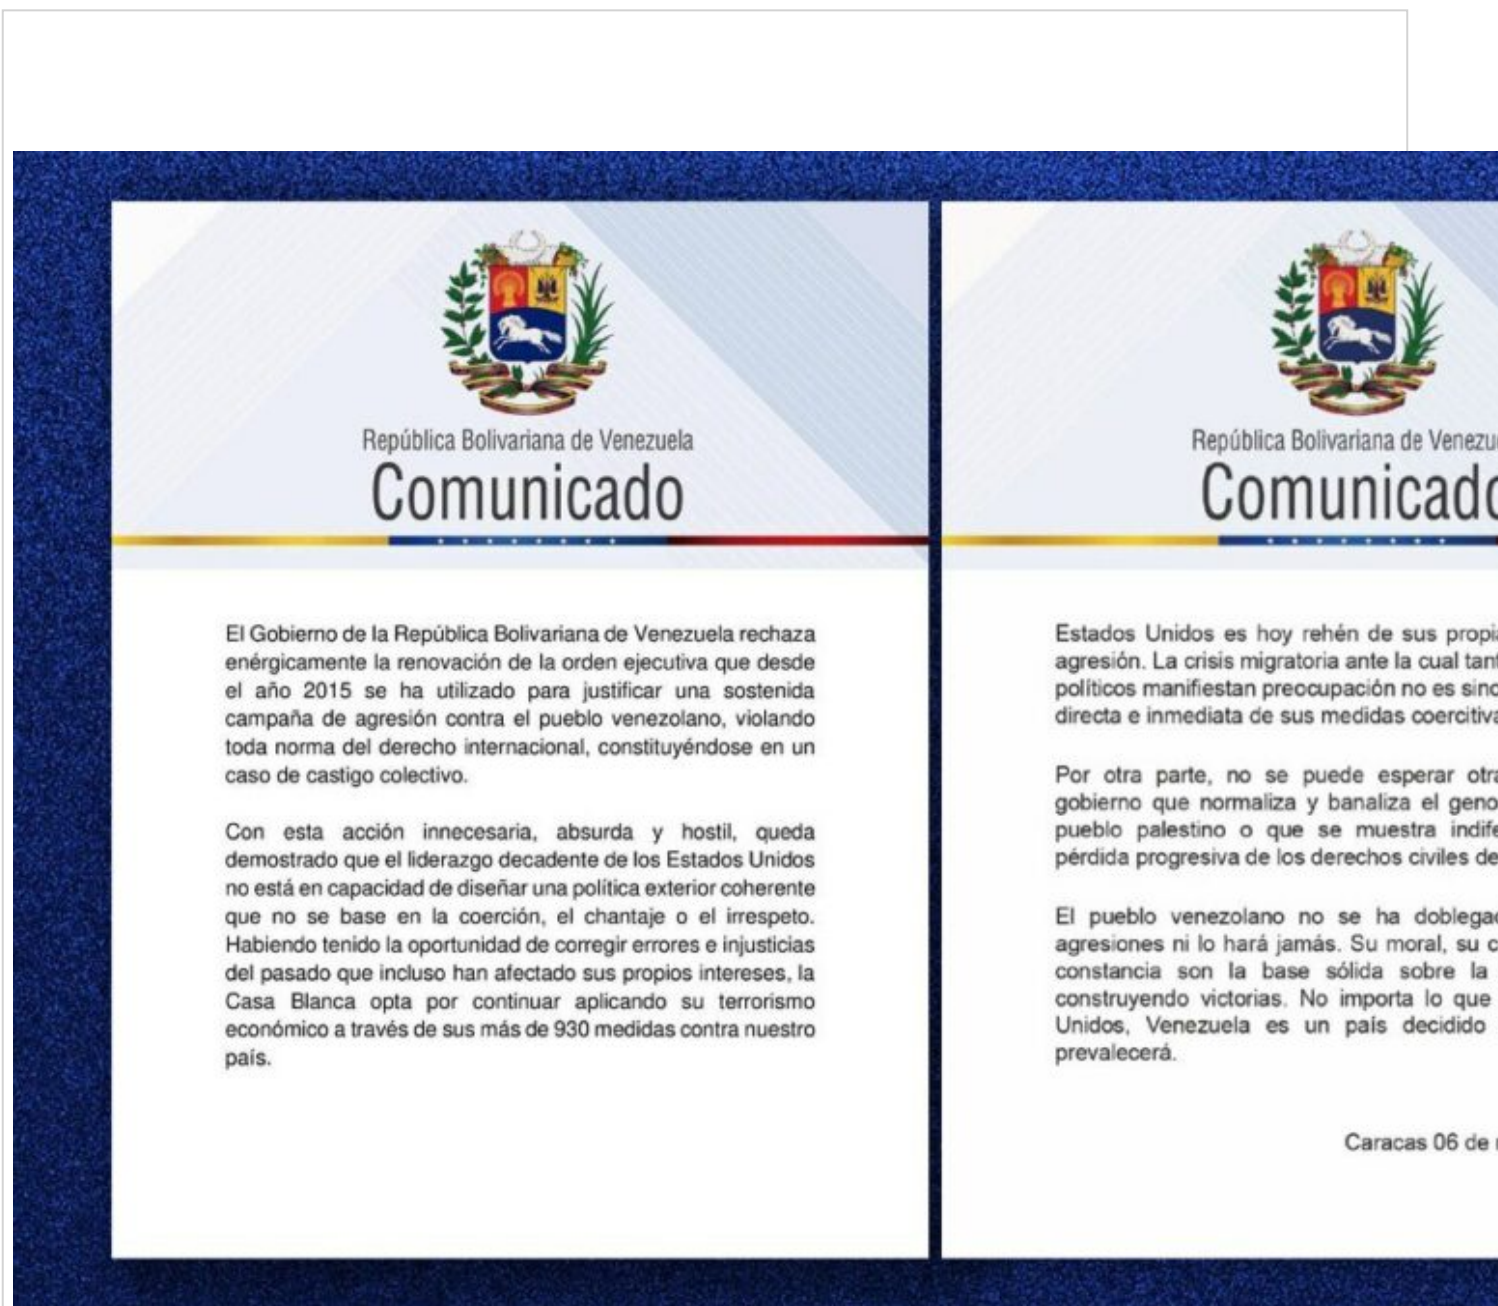 República Bolivariana de Venezuela
Comunicado
El Gobierno de la República Bolivariana de Venezuela rechaza
enérgicamente la renovación de la orden ejecutiva que desde
el año 2015 se ha utilizado para justificar una sostenida
campaña de agresión contra el pueblo venezolano, violando
toda norma del derecho internacional, constituyéndose en un
caso de castigo colectivo.
Con esta acción innecesaria, absurda y hostil, queda
demostrado que el liderazgo decadente de los Estados Unidos
no está en capacidad de diseñar una política exterior coherente
que no se base en la coerción, el chantaje o el irrespeto.
Habiendo tenido la oportunidad de corregir errores e injusticias
del pasado que incluso han afectado sus propios intereses, la
Casa Blanca opta por continuar aplicando su terrorismo
económico a través de sus más de 930 medidas contra nuestro
país.
República Bolivariana de
Estados Unidos es hoy rehén de sus
agresión. La crisis migratoria ante la cual
políticos manifiestan preocupación no es
directa e inmediata de sus medidas
Por otra parte, no se puede esperar
gobierno que normaliza y banaliza el
pueblo palestino o que se muestra
pérdida progresiva de los derechos civiles
El pueblo venezolano no se ha
agresiones ni lo hará jamás. Su moral, su
constancia son la base sólida sobre la
construyendo victorias. No importa lo que
Unidos, Venezuela es un país decidido
prevalecerá.
Caracas 06 de